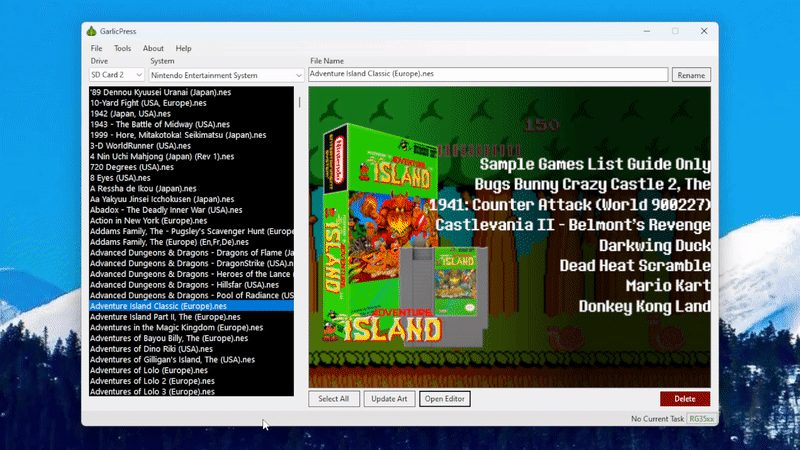 GarlicPress
File Tools About Help
Drive System File Name
SD Card 2 Nintendo Entertainment System Adventure Island Classic (Europe).nes Rename
'89 Dennou Kyuusei Uranai (Japan).nes
10-Yard Fight (USA, Europe).nes
1942 (Japan, USA).nes
1943 - The Battle of Midway (USA).nes
1999 - Hore, Mitakotoka! Seikimatsu (Japan).nes
3-D WorldRunner (USA).nes
4 Nin Uchi Mahjong (Japan) (Rev 1).nes
720 Degrees (USA).nes
8 Eyes (USA).nes
A Ressha de Ikou (Japan).nes
Aa Yakyuu Jinsei Icchokusen (Japan).nes
Abadox - The Deadly Inner War (USA).nes
Action in New York (Europe).nes
Addams Family, The - Pugsley's Scavenger Hunt (Europe
Addams Family, The (Europe) (En,Fr,De).nes
Advanced Dungeons & Dragons - Dragons of Flame (Ja
Advanced Dungeons & Dragons - DragonStrike (USA).nes
Advanced Dungeons & Dragons - Heroes of the Lance (
Advanced Dungeons & Dragons - Hillsfar (USA).nes
Advanced Dungeons & Dragons - Pool of Radiance (US
Adventure Island Classic (Europe).nes
Adventure Island Part II, The (Europe).nes
Adventures in the Magic Kingdom (Europe).nes
Adventures of Bayou Billy, The (Europe).nes
Adventures of Dino Riki (USA).nes
Adventures of Gilligan's Island, The (USA).nes
Adventures of Lolo (Europe).nes
Adventures of Lolo 2 (Europe).nes
Adventures of Lolo 3 (Europe).nes
150
Nintendo
ADVENTURE
ISLAND
ISLAND
ADVENTURE
ISLAND
Sample Games List Guide Only
Bugs Bunny Crazy Castle 2, The
1941: Counter Attack (World 900227)
Castlevania II - Belmont's Revenge
Darkwing Duck
Dead Heat Scramble
Mario Kart
Donkey Kong Land
Select All Update Art Open Editor Delete
No Current Task RG35xx